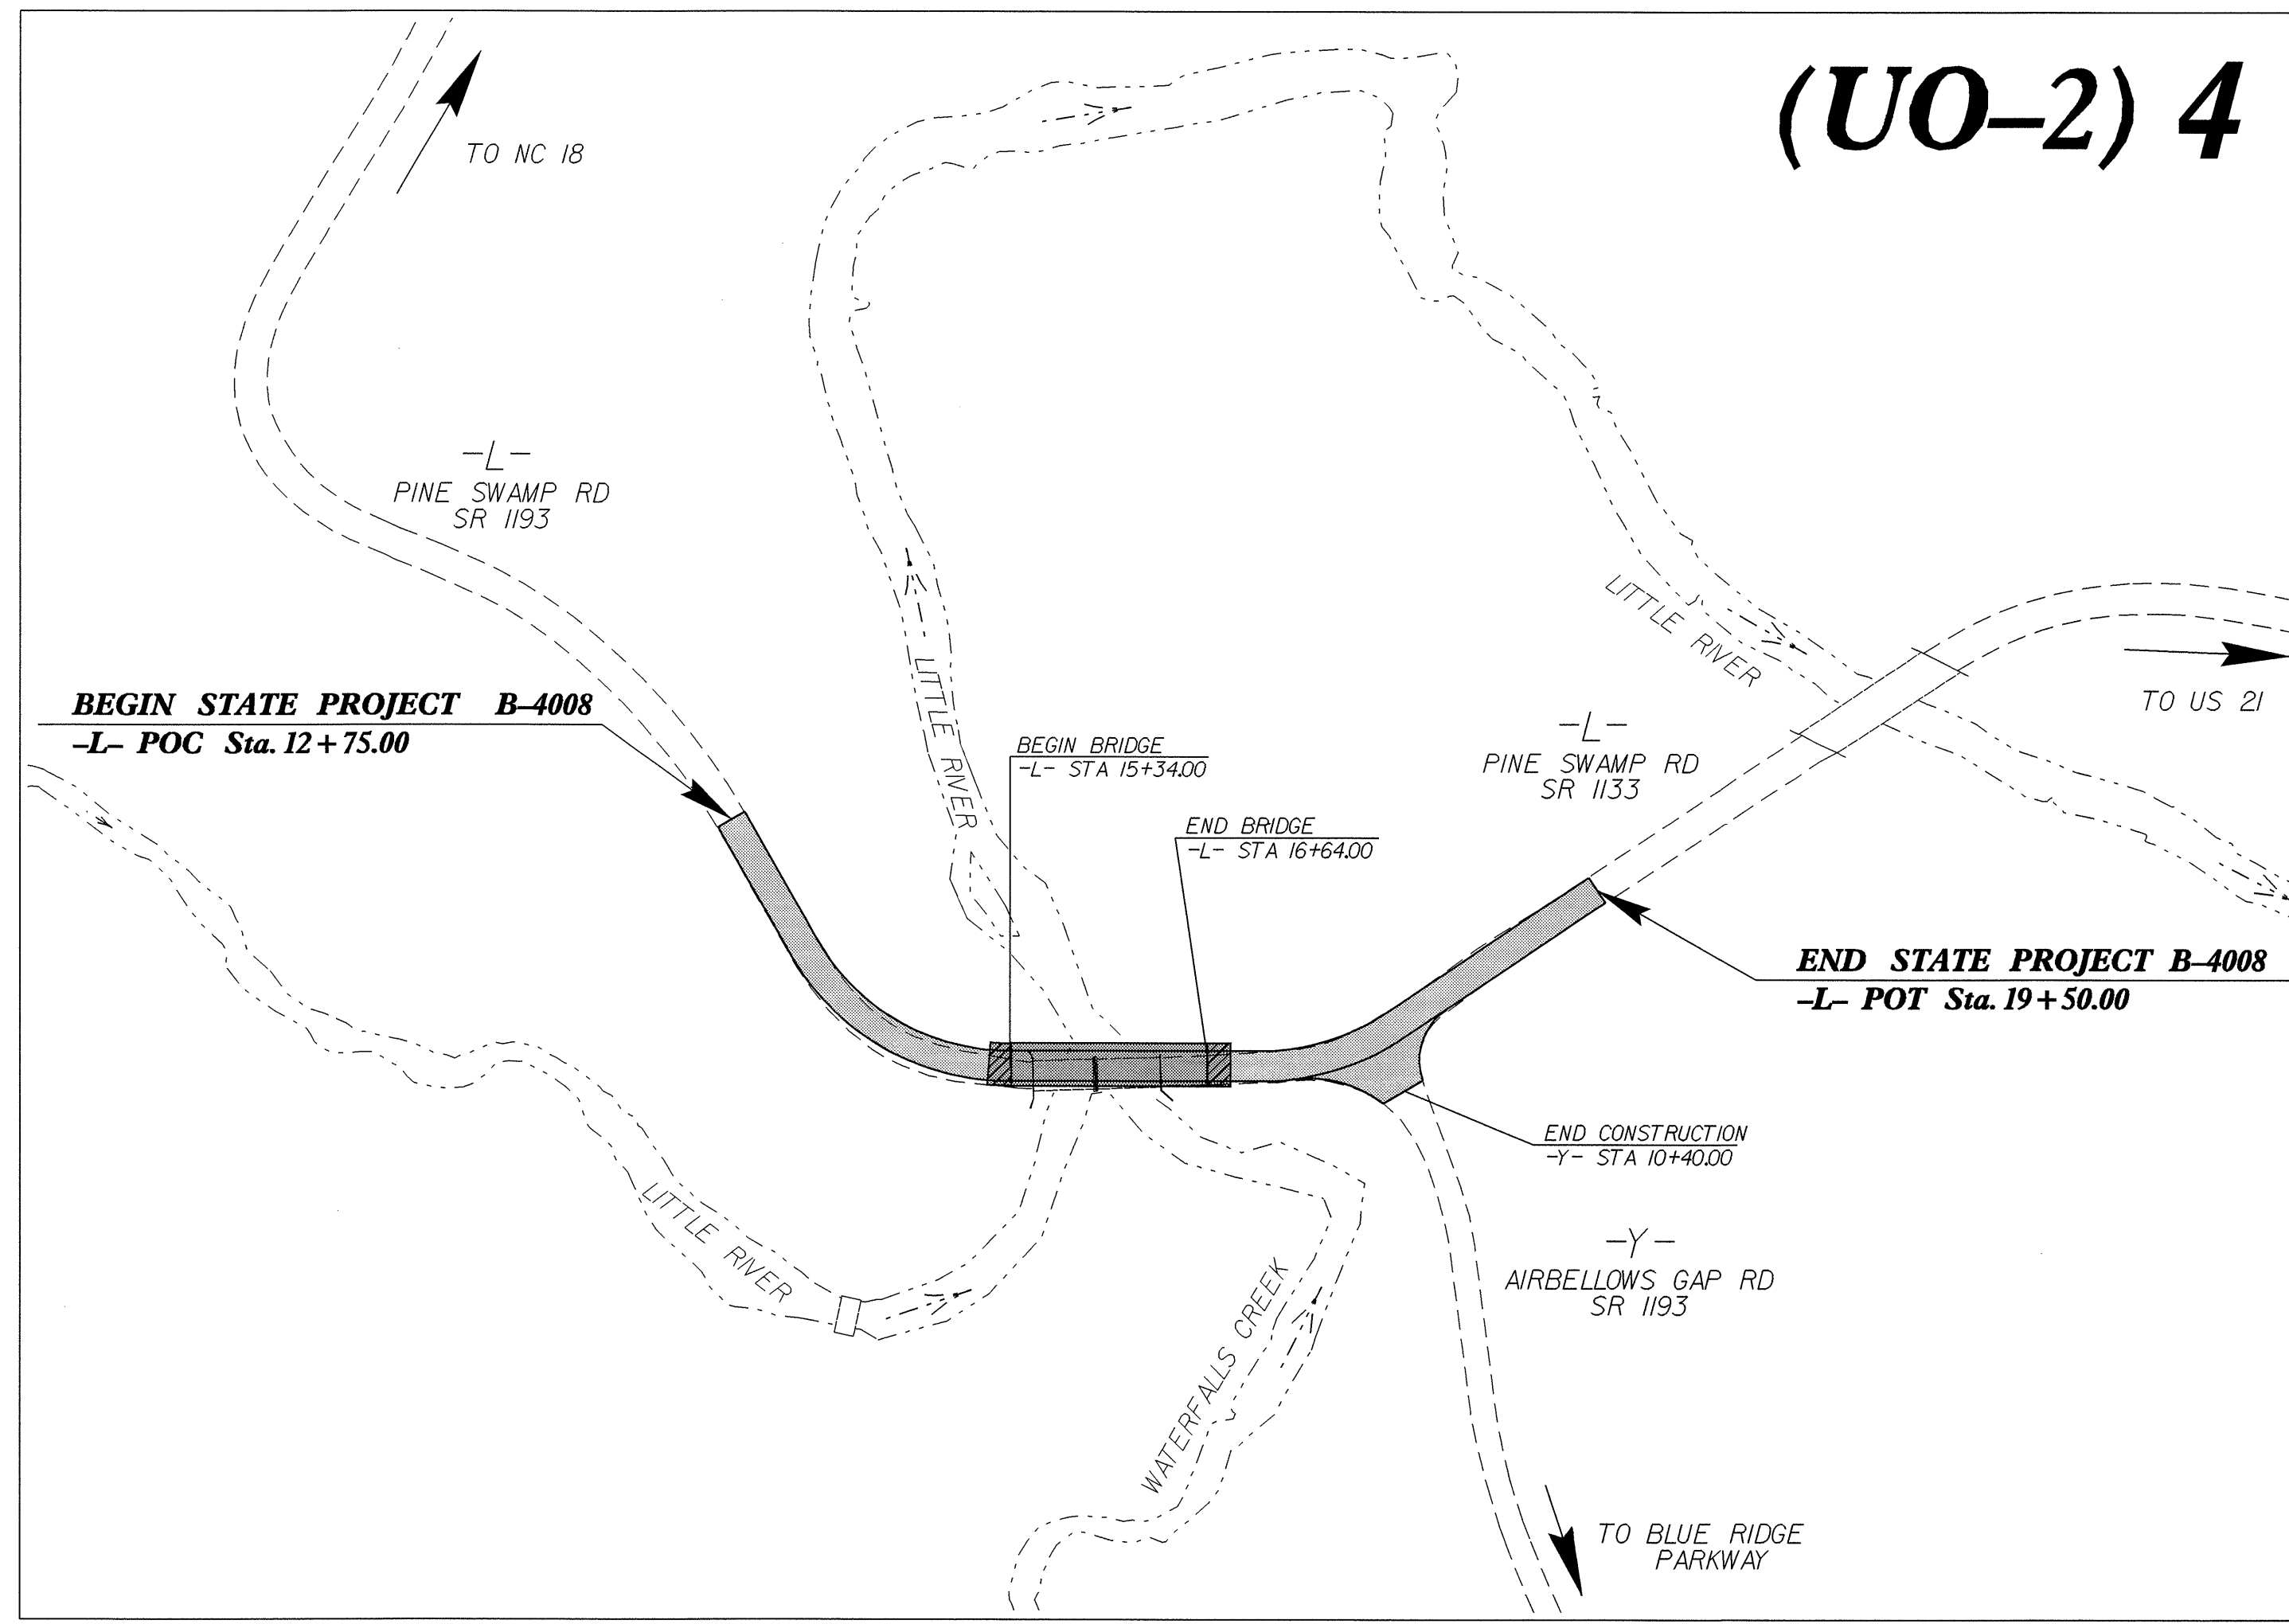 (UO–2) 4
TO NC 18
-L-
PINE SWAMP RD
SR 1193
LITTLE RIVER
BEGIN STATE PROJECT B–4008
–L– POC Sta. 12+75.00
LITTLE RIVER
BEGIN BRIDGE
-L- STA 15+34.00
END BRIDGE
-L- STA 16+64.00
-L-
PINE SWAMP RD
SR 1133
TO US 21
END STATE PROJECT B–4008
–L– POT Sta. 19+50.00
END CONSTRUCTION
-Y- STA 10+40.00
LITTLE RIVER
-Y-
AIRBELLOWS GAP RD
SR 1193
WATERFALLS CREEK
TO BLUE RIDGE
PARKWAY